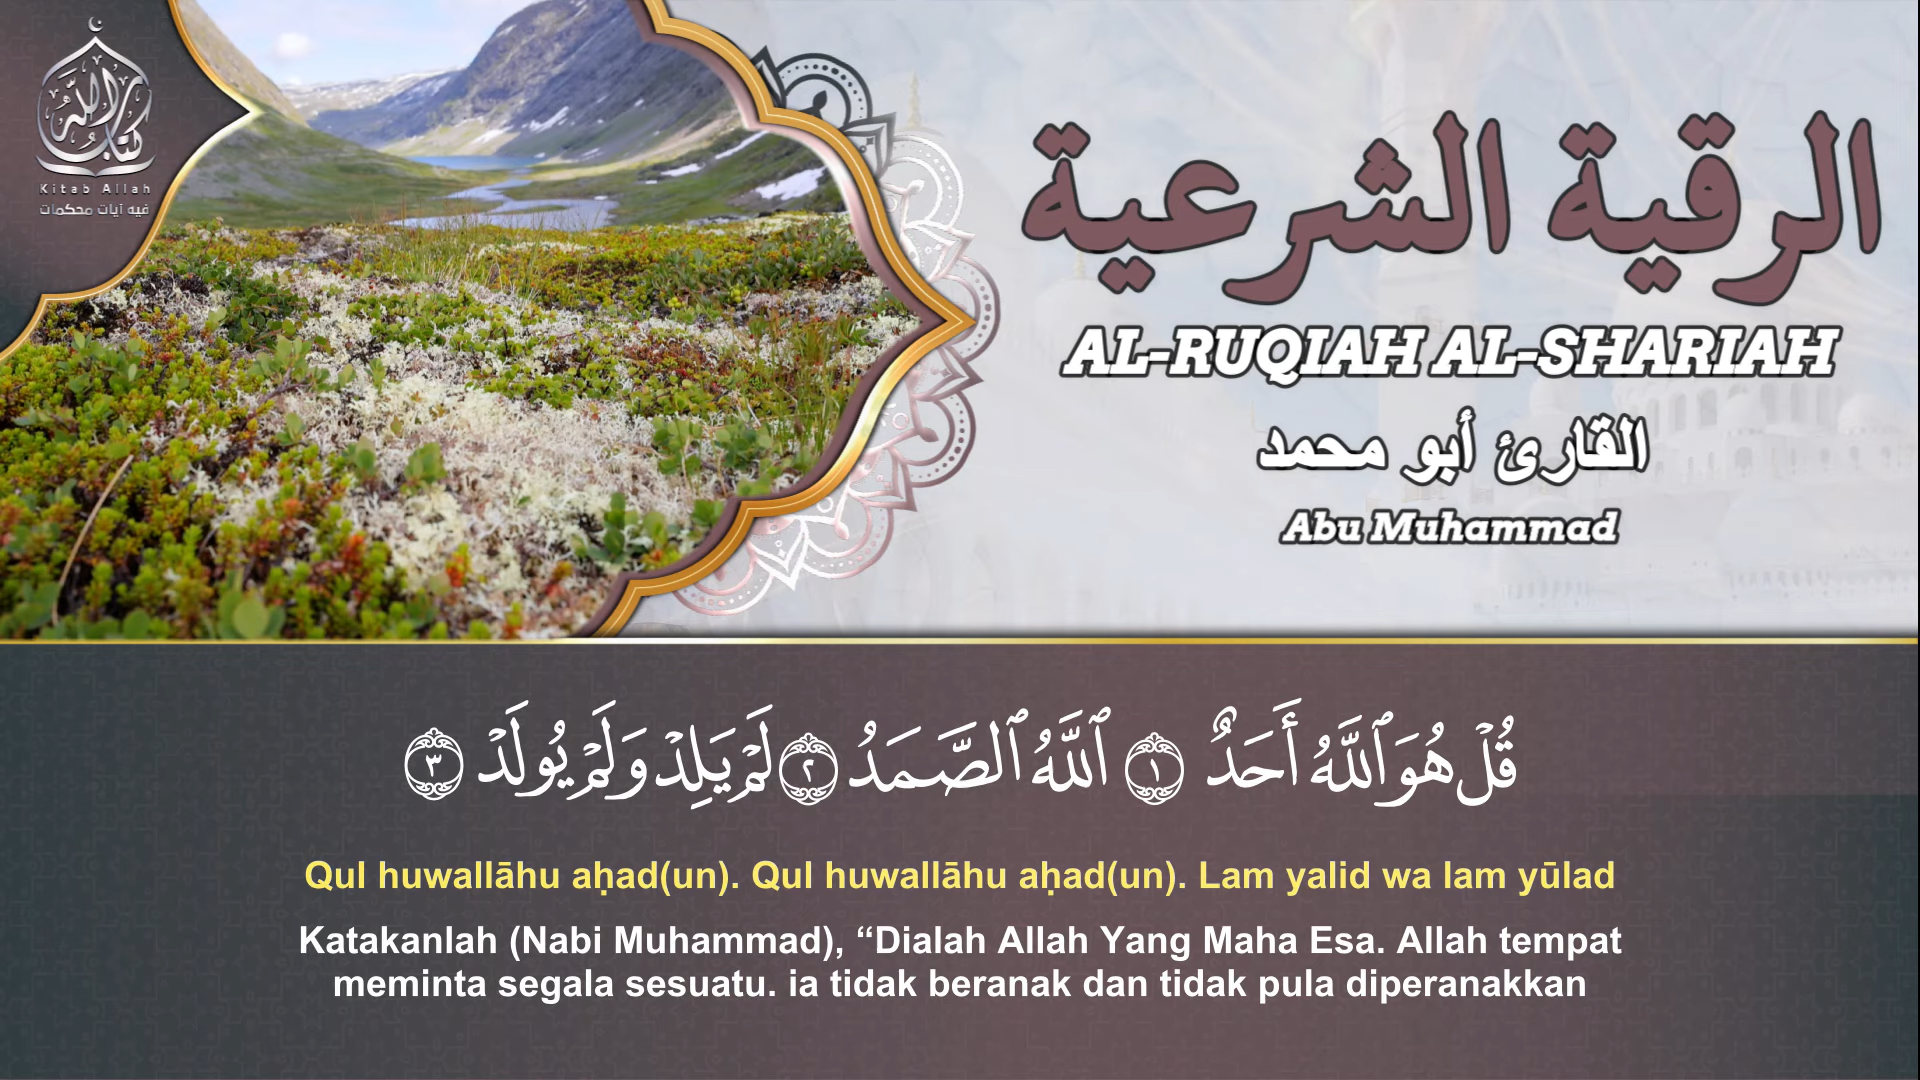 كتاب الله
Kitab Allah
فيه آيات محكمات
الرقية الشرعية
AL-RUQIAH AL-SHARIAH
القارئ أبو محمد
Abu Muhammad
قُلْ هُوَ ٱللَّهُ أَحَدٌ ١ ٱللَّهُ ٱلصَّمَدُ ٢ لَمْ يَلِدْ وَلَمْ يُولَدْ ٣
Qul huwallāhu aḥad(un). Qul huwallāhu aḥad(un). Lam yalid wa lam yūlad
Katakanlah (Nabi Muhammad), “Dialah Allah Yang Maha Esa. Allah tempat
meminta segala sesuatu. ia tidak beranak dan tidak pula diperanakkan